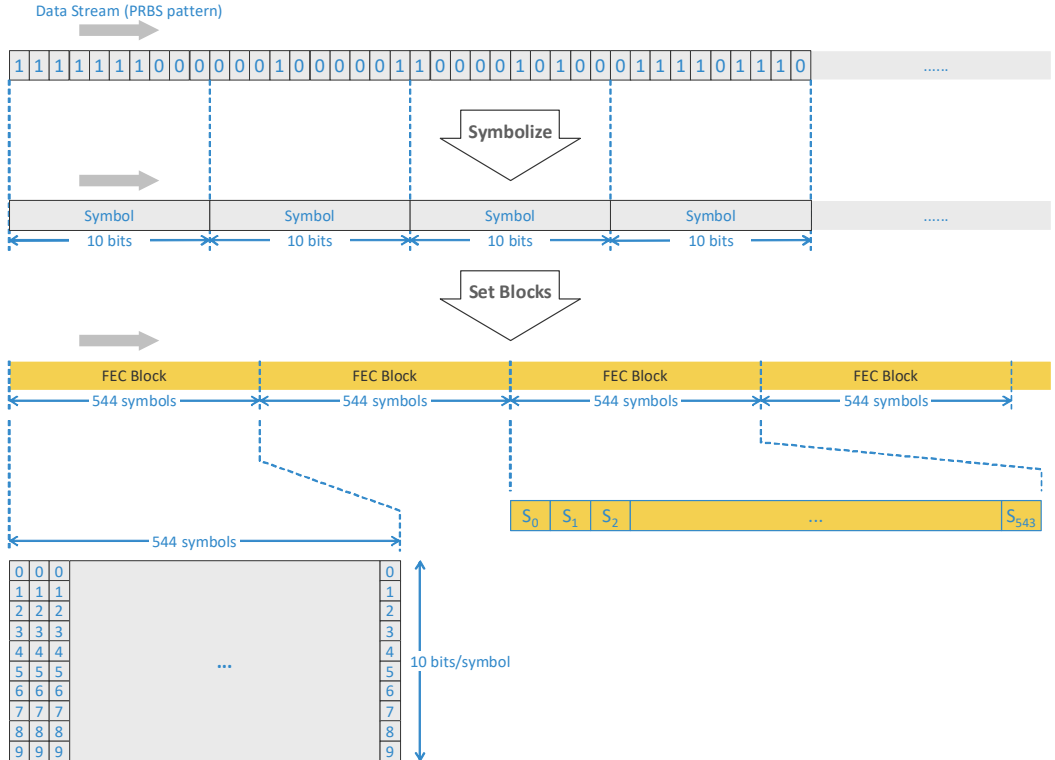 Data Stream (PRBS pattern)
1 1 1 1 1 1 1 0 0 0 0 0 0 1 0 0 0 0 0 1 1 0 0 0 0 1 0 1 0 0 0 1 1 1 1 0 1 1 1 0 ......
Symbolize
Symbol Symbol Symbol Symbol ......
10 bits 10 bits 10 bits 10 bits
Set Blocks
FEC Block FEC Block FEC Block FEC Block
544 symbols 544 symbols 544 symbols 544 symbols
S0 S1 S2 ... S543
544 symbols
0 0 0 0
1 1 1 1
2 2 2 2
3 3 3 3
4 4 4 4
... 10 bits/symbol
5 5 5 5
6 6 6 6
7 7 7 7
8 8 8 8
9 9 9 9